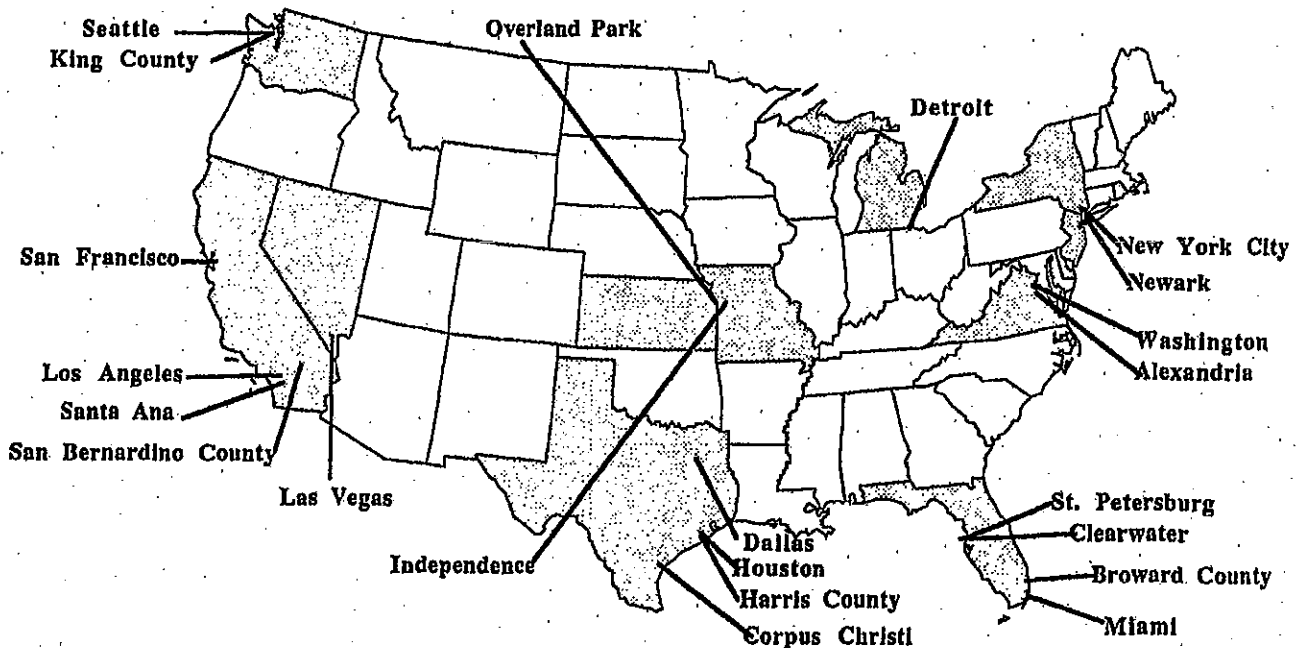 Seattle
King County
Overland Park
Detroit
San Francisco
New York City
Newark
Washington
Alexandria
Los Angeles
Santa Ana
San Bernardino County
Las Vegas
Independence
Dallas
Houston
Harris County
Corpus Christi
St. Petersburg
Clearwater
Broward County
Miami